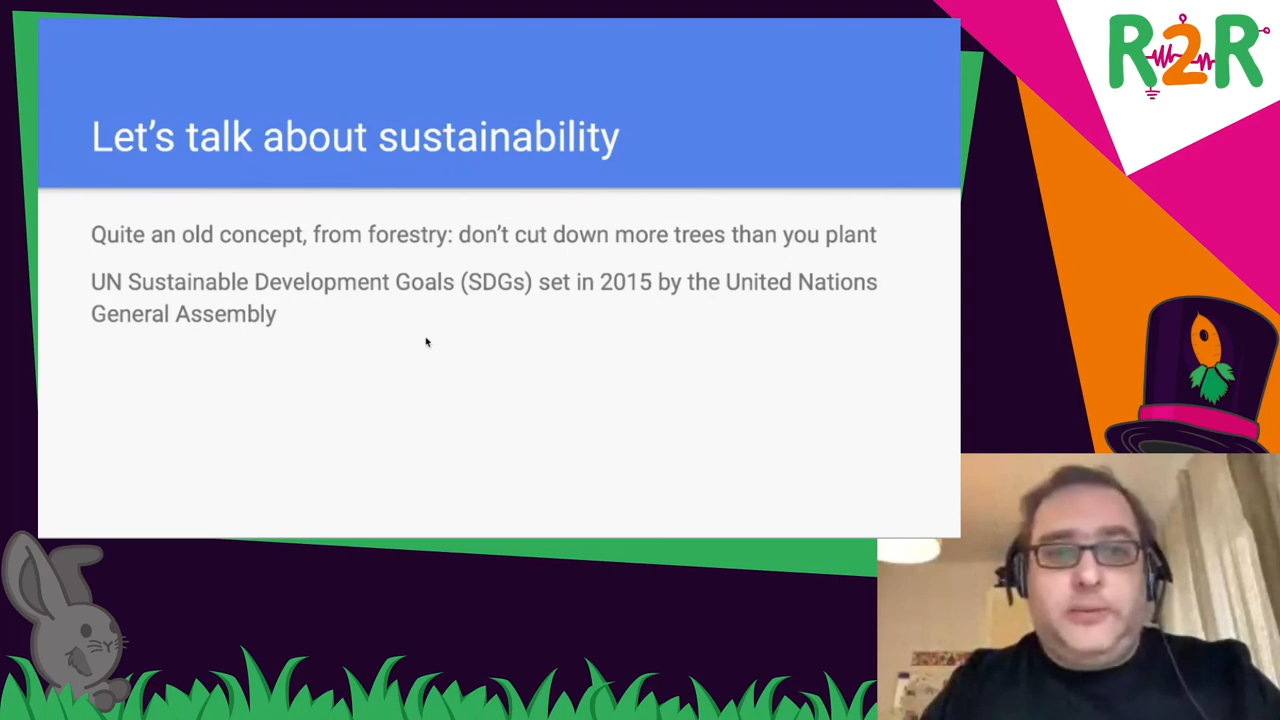 R2R
Let's talk about sustainability
Quite an old concept, from forestry: don't cut down more trees than you plant
UN Sustainable Development Goals (SDGs) set in 2015 by the United Nations
General Assembly